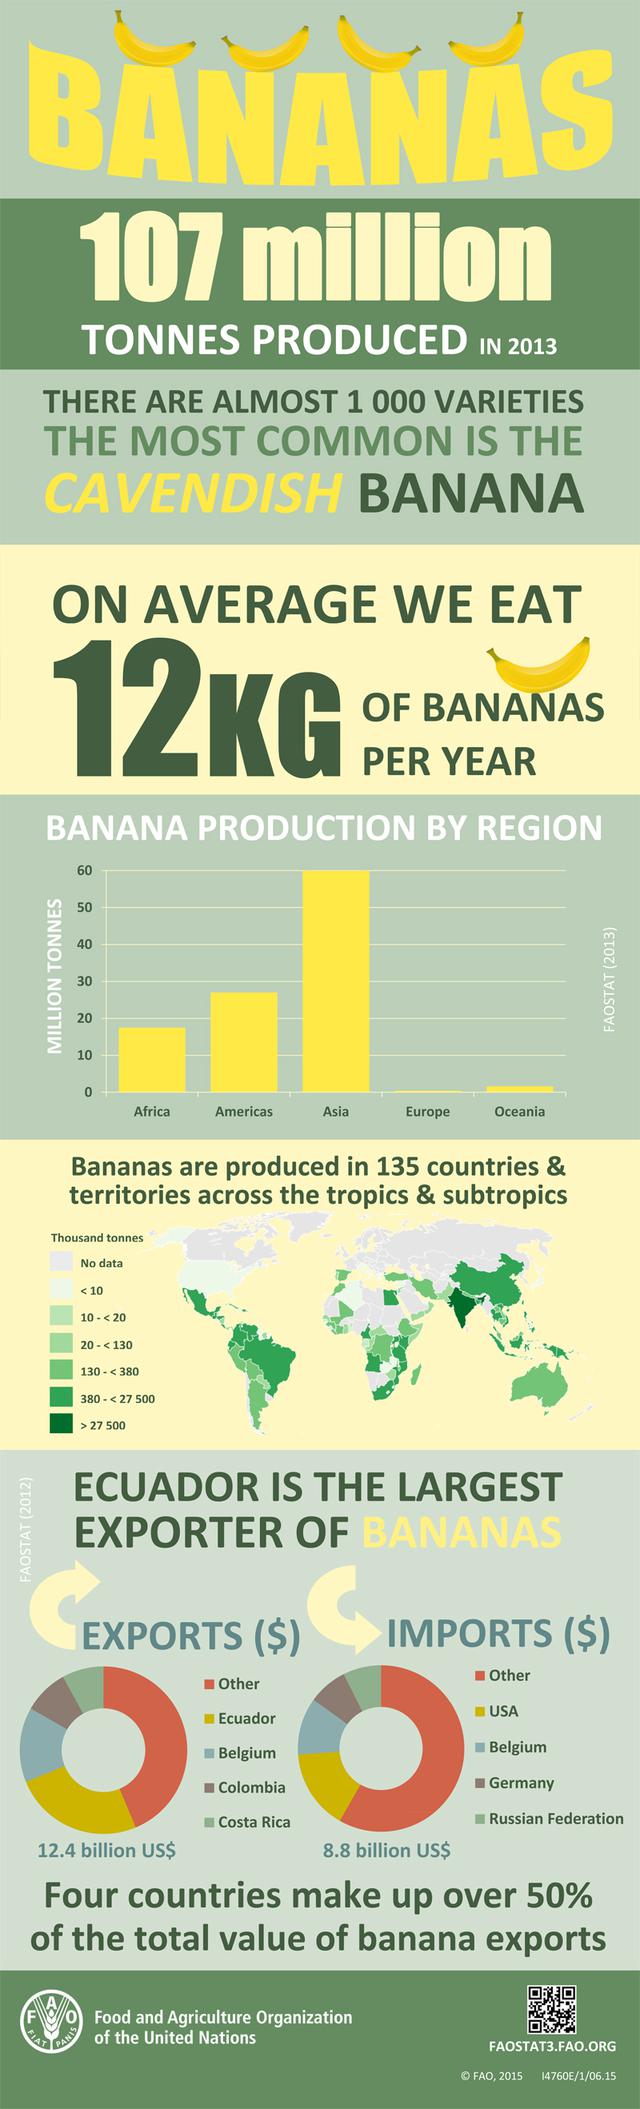 BANANAS
107 million
TONNES PRODUCED IN 2013
THERE ARE ALMOST 1 000 VARIETIES
THE MOST COMMON IS THE
CAVENDISH BANANA
ON AVERAGE WE EAT
12KG
OF BANANAS
PER YEAR
BANANA PRODUCTION BY REGION
MILLION TONNES
60
50
40
30
20
10
0
Africa
Americas
Asia
Europe
Oceania
FAOSTAT (2013)
Bananas are produced in 135 countries &
territories across the tropics & subtropics
Thousand tonnes
No data
< 10
10 - < 20
20 - < 130
130 - < 380
380 - < 27 500
> 27 500
FAOSTAT (2012)
ECUADOR IS THE LARGEST
EXPORTER OF BANANAS
EXPORTS ($)
Other
Ecuador
Belgium
Colombia
Costa Rica
12.4 billion US$
IMPORTS ($)
Other
USA
Belgium
Germany
Russian Federation
8.8 billion US$
Four countries make up over 50%
of the total value of banana exports
F A O
FIAT PANIS
Food and Agriculture Organization
of the United Nations
FAOSTAT3.FAO.ORG
© FAO, 2015 I4760E/1/06.15